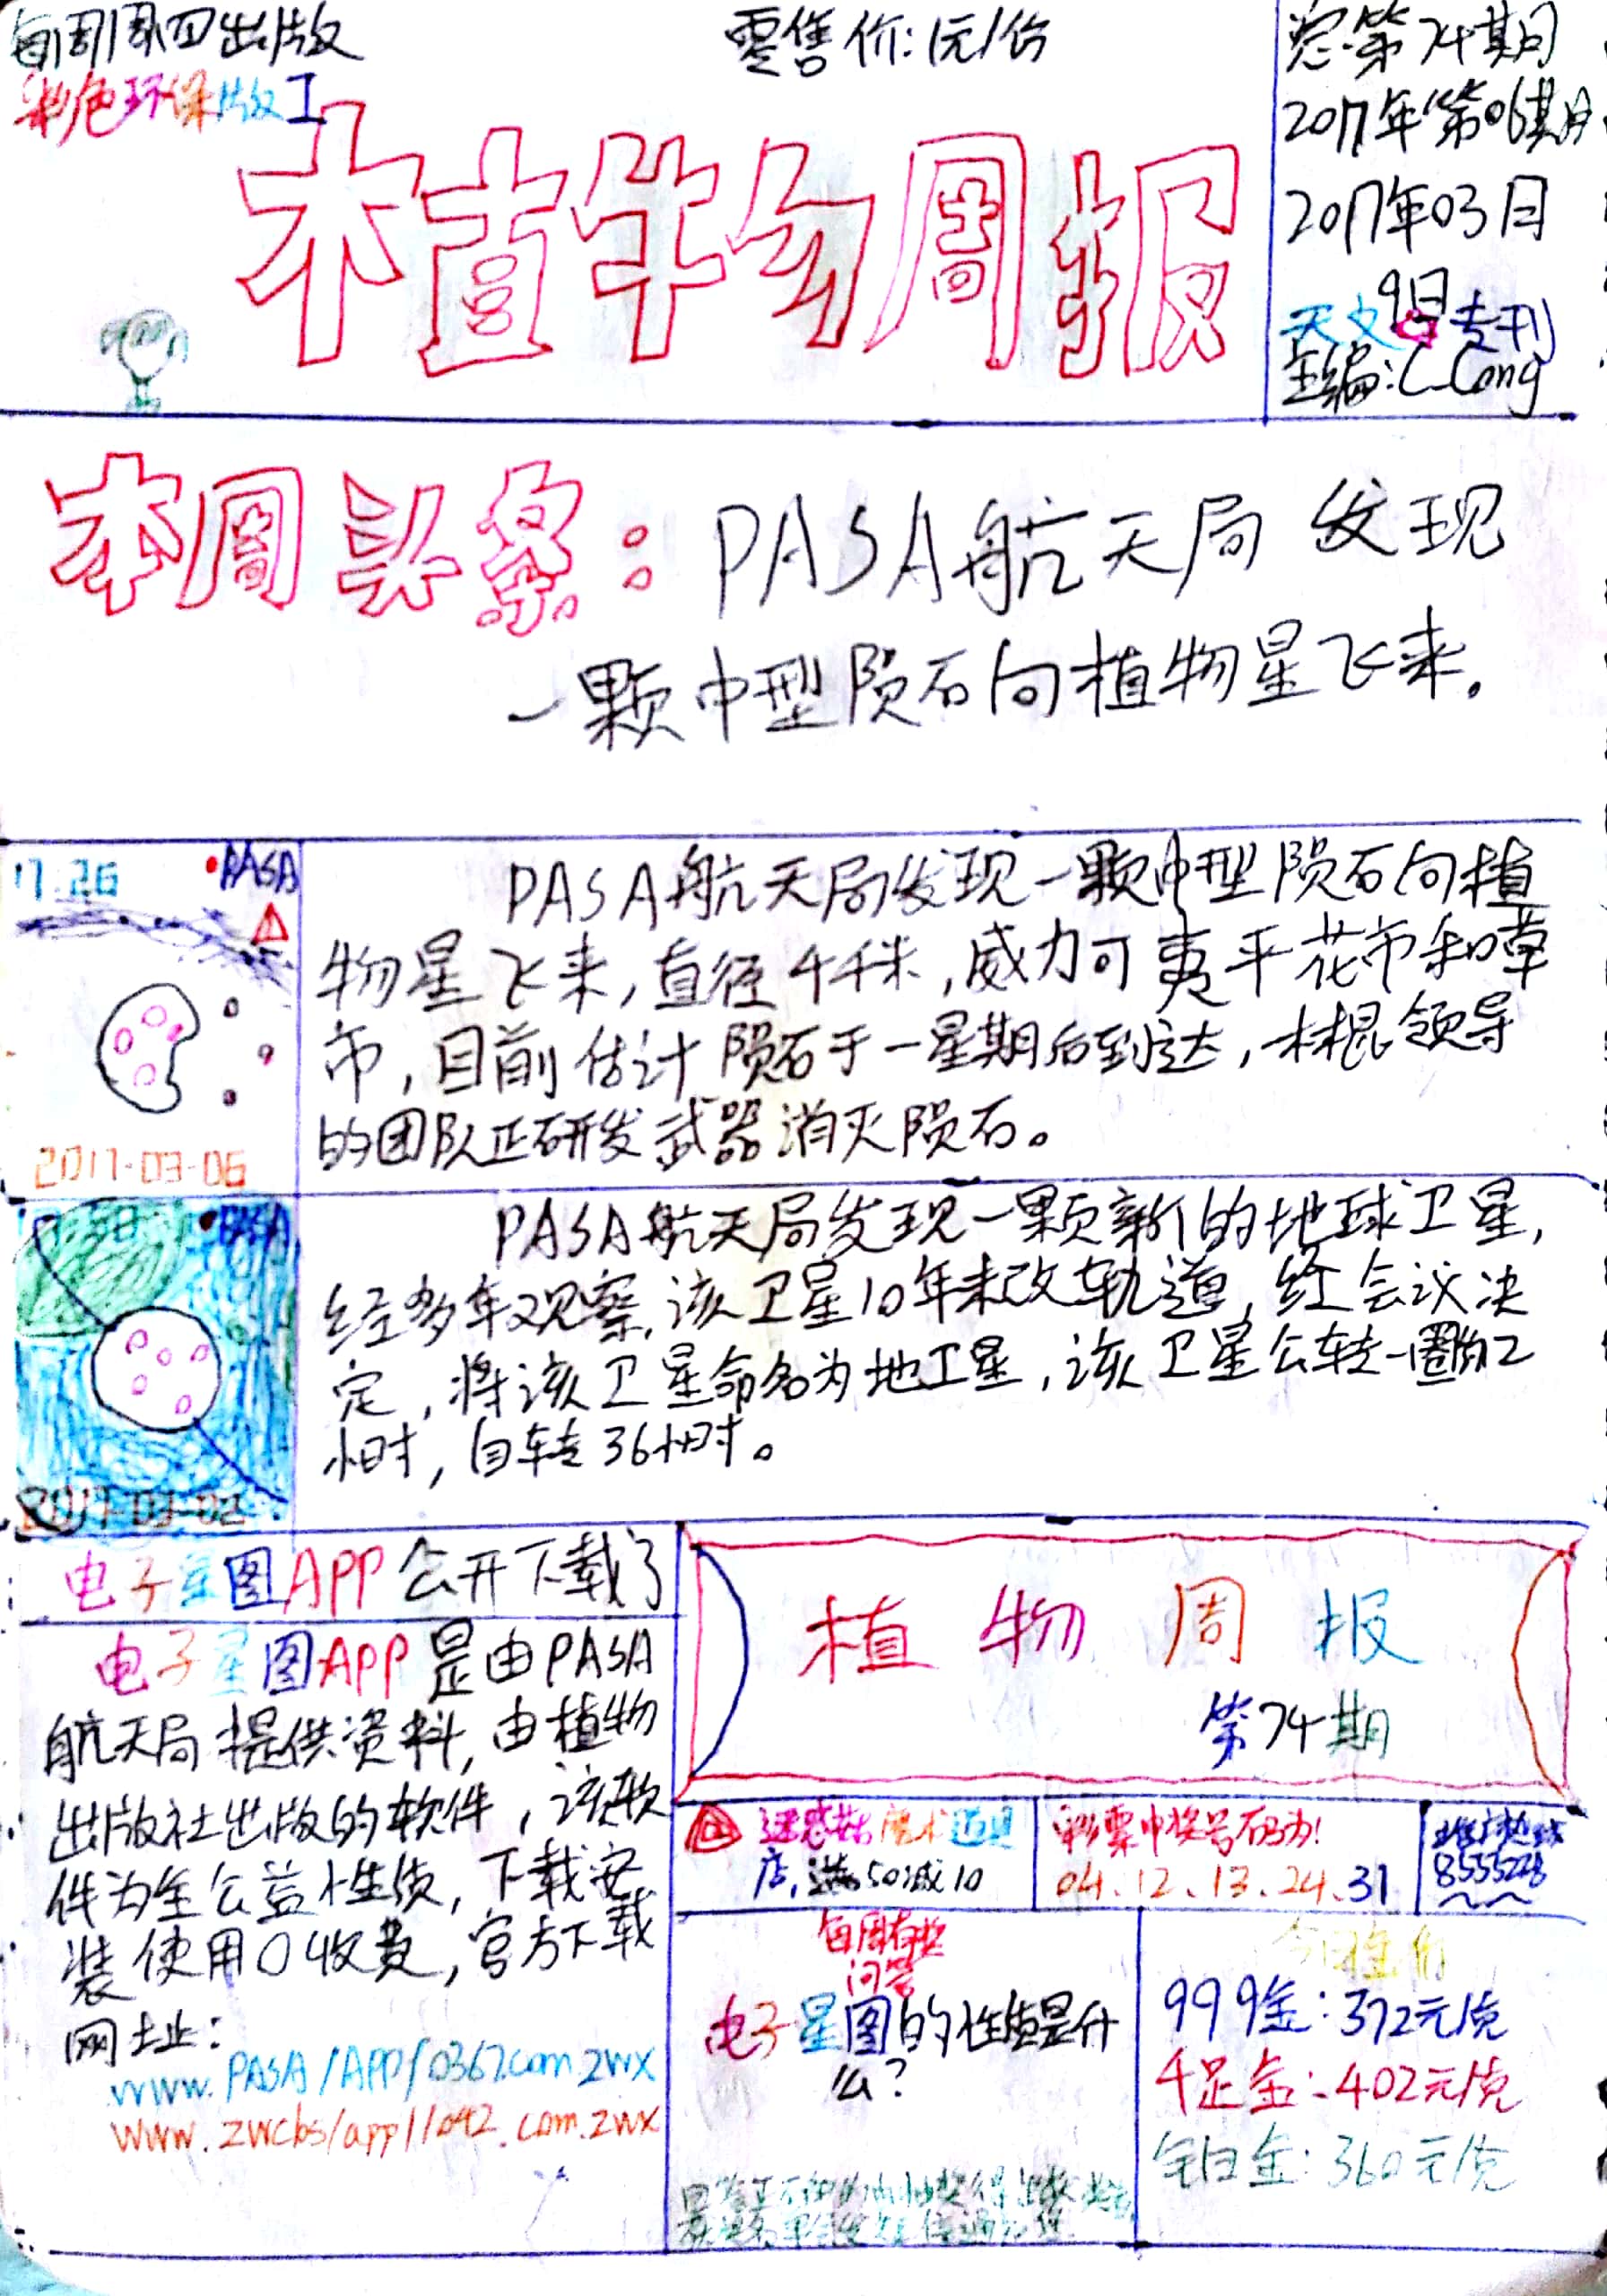 每周周四出版
零售价:1元/份
彩色环保版I
植物周报
总第74期
2017年第06期
2017年03月
9日
天文 专刊
主编:C_Cong
本周头条:PASA航天局发现
一颗中型陨石向植物星飞来。
17:26
PASA
2017-03-06
PASA航天局发现一颗中型陨石向植
物星飞来,直径4千米,威力可夷平花市和草
市,目前估计陨石于一星期后到达,木棍领导
的团队正研发武器消灭陨石。
PASA
2017-03-02
PASA航天局发现一颗新的地球卫星,
经多年观察,该卫星10年未改轨道,经会议决
定,将该卫星命名为地卫星,该卫星公转一圈
小时,自转36小时。
电子星图APP公开下载了
电子星图APP是由PASA
航天局提供资料,由植物
出版社出版的软件,该软
件为全公益性质,下载安
装使用0收费,官方下载
网址:
www.PASA/APP/0367.com.zwx
www.zwcbs/app11042.com.zwx
植物周报
第74期
迷惑菇魔术道具
店,满50减10
彩票中奖号码为!
04.12.13.24.31
8535228
每周有奖
问答
电子星图的性质是什
么?
今日金价
999金:372元/克
千足金:402元/克
白金:360元/克